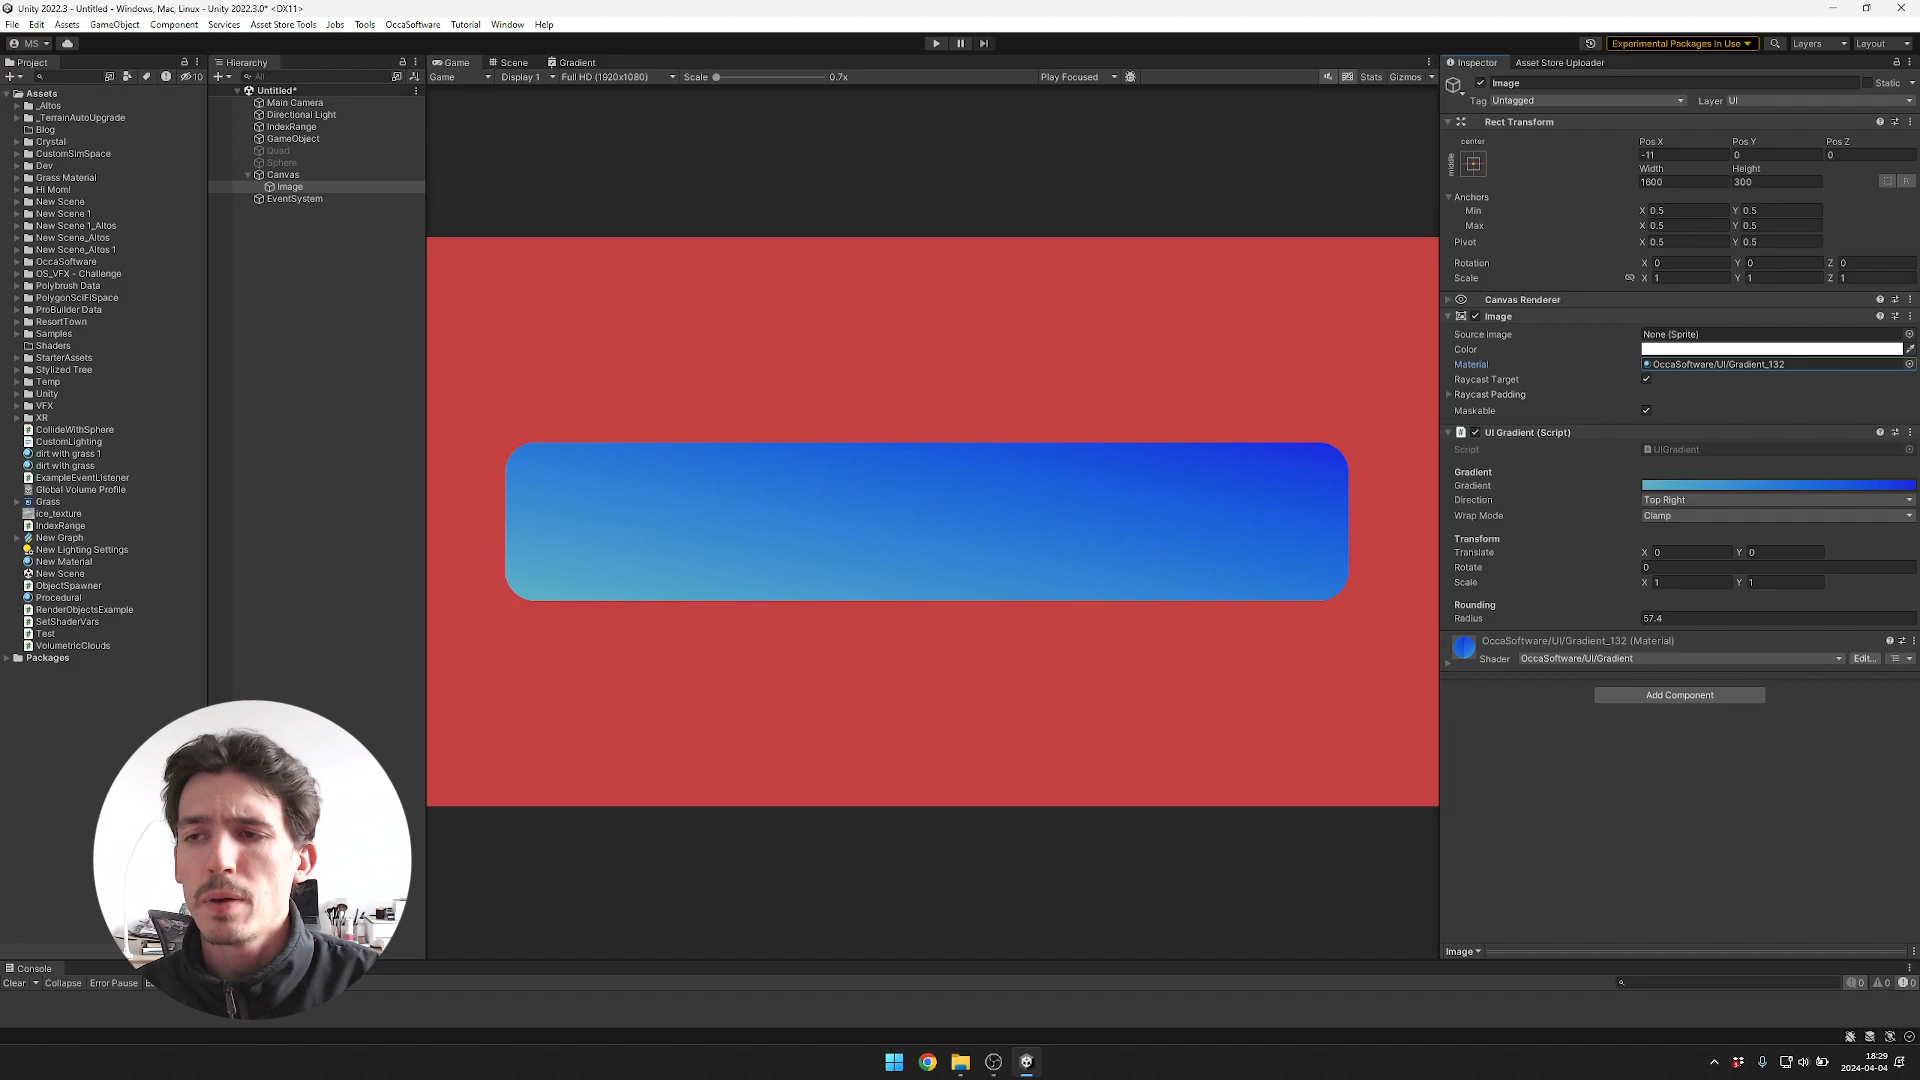 Unity 2022.3 - Untitled - Windows, Mac, Linux - Unity 2022.3.0* <DX11>
File Edit Assets GameObject Component Services Asset Store Tools Jobs Tools OccaSoftware Tutorial Window Help
MS
Experimental Packages In Use
Layers
Layout
Project
10
Assets
_Altos
_TerrainAutoUpgrade
Blog
Crystal
CustomSimSpace
Dev
Grass Material
Hi Mom!
New Scene
New Scene 1
New Scene 1_Altos
New Scene_Altos
New Scene_Altos 1
OccaSoftware
OS_VFX - Challenge
Polybrush Data
PolygonSciFiSpace
ProBuilder Data
ResortTown
Samples
Shaders
StarterAssets
Stylized Tree
Temp
Unity
VFX
XR
CollideWithSphere
CustomLighting
dirt with grass 1
dirt with grass
ExampleEventListener
Global Volume Profile
Grass
ice_texture
IndexRange
New Graph
New Lighting Settings
New Material
New Scene
ObjectSpawner
Procedural
RenderObjectsExample
SetShaderVars
Test
VolumetricClouds
Packages
Hierarchy
All
Untitled*
Main Camera
Directional Light
IndexRange
GameObject
Quad
Sphere
Canvas
Image
EventSystem
Game Scene Gradient
Game Display 1 Full HD (1920x1080) Scale 0.7x Play Focused Stats Gizmos
Inspector Asset Store Uploader
Image Static
Tag Untagged Layer UI
Rect Transform
center
middle
Pos X Pos Y Pos Z
-11 0 0
Width Height
1600 300
R
Anchors
Min X 0.5 Y 0.5
Max X 0.5 Y 0.5
Pivot X 0.5 Y 0.5
Rotation X 0 Y 0 Z 0
Scale X 1 Y 1 Z 1
Canvas Renderer
Image
Source Image None (Sprite)
Color
Material OccaSoftware/UI/Gradient_132
Raycast Target
Raycast Padding
Maskable
UI Gradient (Script)
Script UIGradient
Gradient
Gradient
Direction Top Right
Wrap Mode Clamp
Transform
Translate X 0 Y 0
Rotate 0
Scale X 1 Y 1
Rounding
Radius 57.4
OccaSoftware/UI/Gradient_132 (Material)
Shader OccaSoftware/UI/Gradient Edit...
Add Component
Image
Console
Clear Collapse Error Pause
0 0 0
18:29
2024-04-04